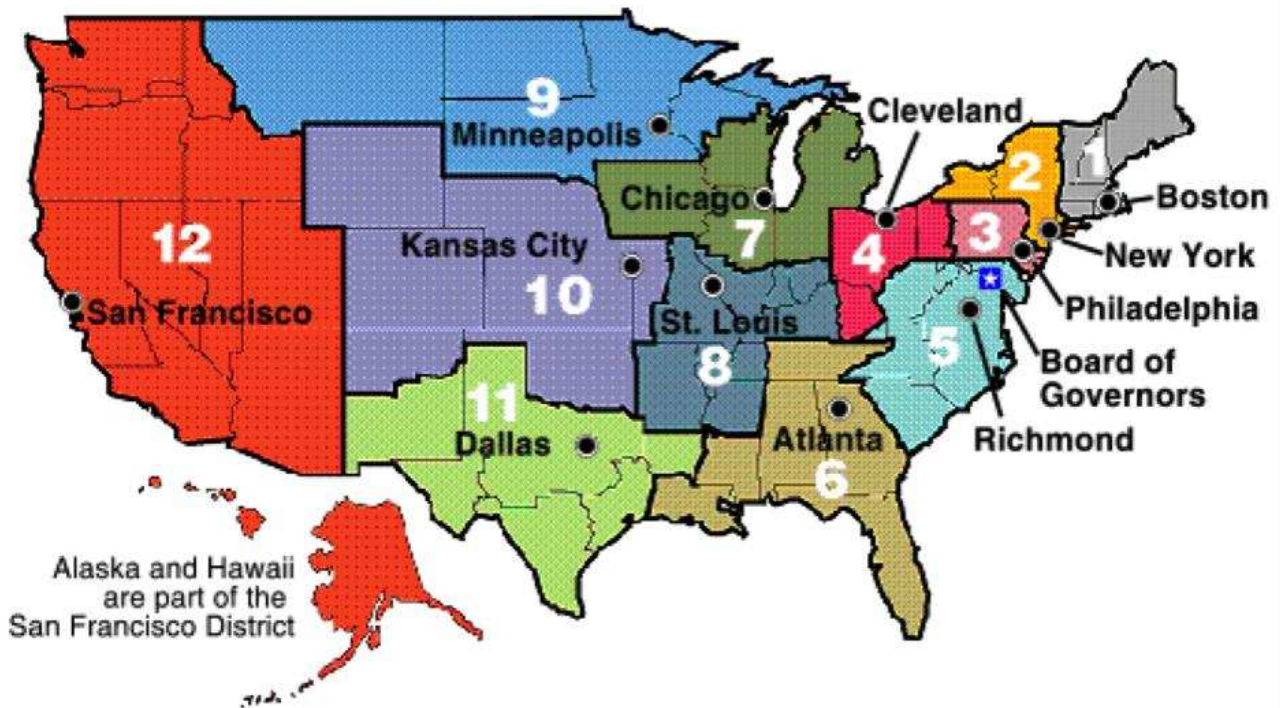 9
Cleveland
Minneapolis
2
1
Chicago
Boston
12
Kansas City
7
4
3
New York
10
San Francisco
St. Louis
Philadelphia
5
Board of
Governors
8
11
Dallas
Atlanta
Richmond
6
Alaska and Hawaii
are part of the
San Francisco District